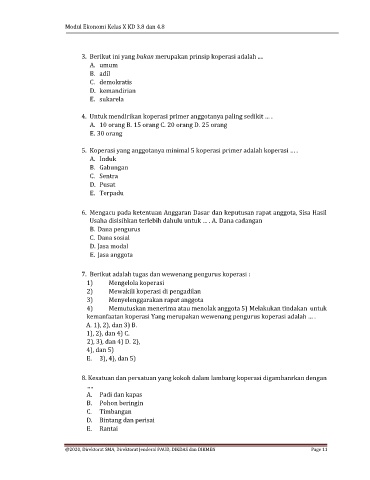 Modul Ekonomi Kelas X KD 3.8 dan 4.8
3. Berikut ini yang bukan merupakan prinsip koperasi adalah ....
A. umum
B. adil
C. demokratis
D. kemandirian
E. sukarela
4. Untuk mendirikan koperasi primer anggotanya paling sedikit ... .
A. 10 orang B. 15 orang C. 20 orang D. 25 orang
E. 30 orang
5. Koperasi yang anggotanya minimal 5 koperasi primer adalah koperasi ... .
A. Induk
B. Gabungan
C. Sentra
D. Pusat
E. Terpadu
6. Mengacu pada ketentuan Anggaran Dasar dan keputusan rapat anggota, Sisa Hasil
Usaha disisihkan terlebih dahulu untuk ... . A. Dana cadangan
B. Dana pengurus
C. Dana sosial
D. Jasa modal
E. Jasa anggota
7. Berikut adalah tugas dan wewenang pengurus koperasi :
1) Mengelola koperasi
2) Mewakili koperasi di pengadilan
3) Menyelenggarakan rapat anggota
4) Memutuskan menerima atau menolak anggota 5) Melakukan tindakan untuk
kemanfaatan koperasi Yang merupakan wewenang pengurus koperasi adalah ... .
A. 1), 2), dan 3) B.
1), 2), dan 4) C.
2), 3), dan 4) D. 2),
4), dan 5)
E. 3), 4), dan 5)
8. Kesatuan dan persatuan yang kokoh dalam lambang koperasi digambarkan dengan
....
A. Padi dan kapas
B. Pohon beringin
C. Timbangan
D. Bintang dan perisai
E. Rantai
@2020, Direktorat SMA, Direktorat Jenderal PAUD, DIKDAS dan DIKMEN Page 11